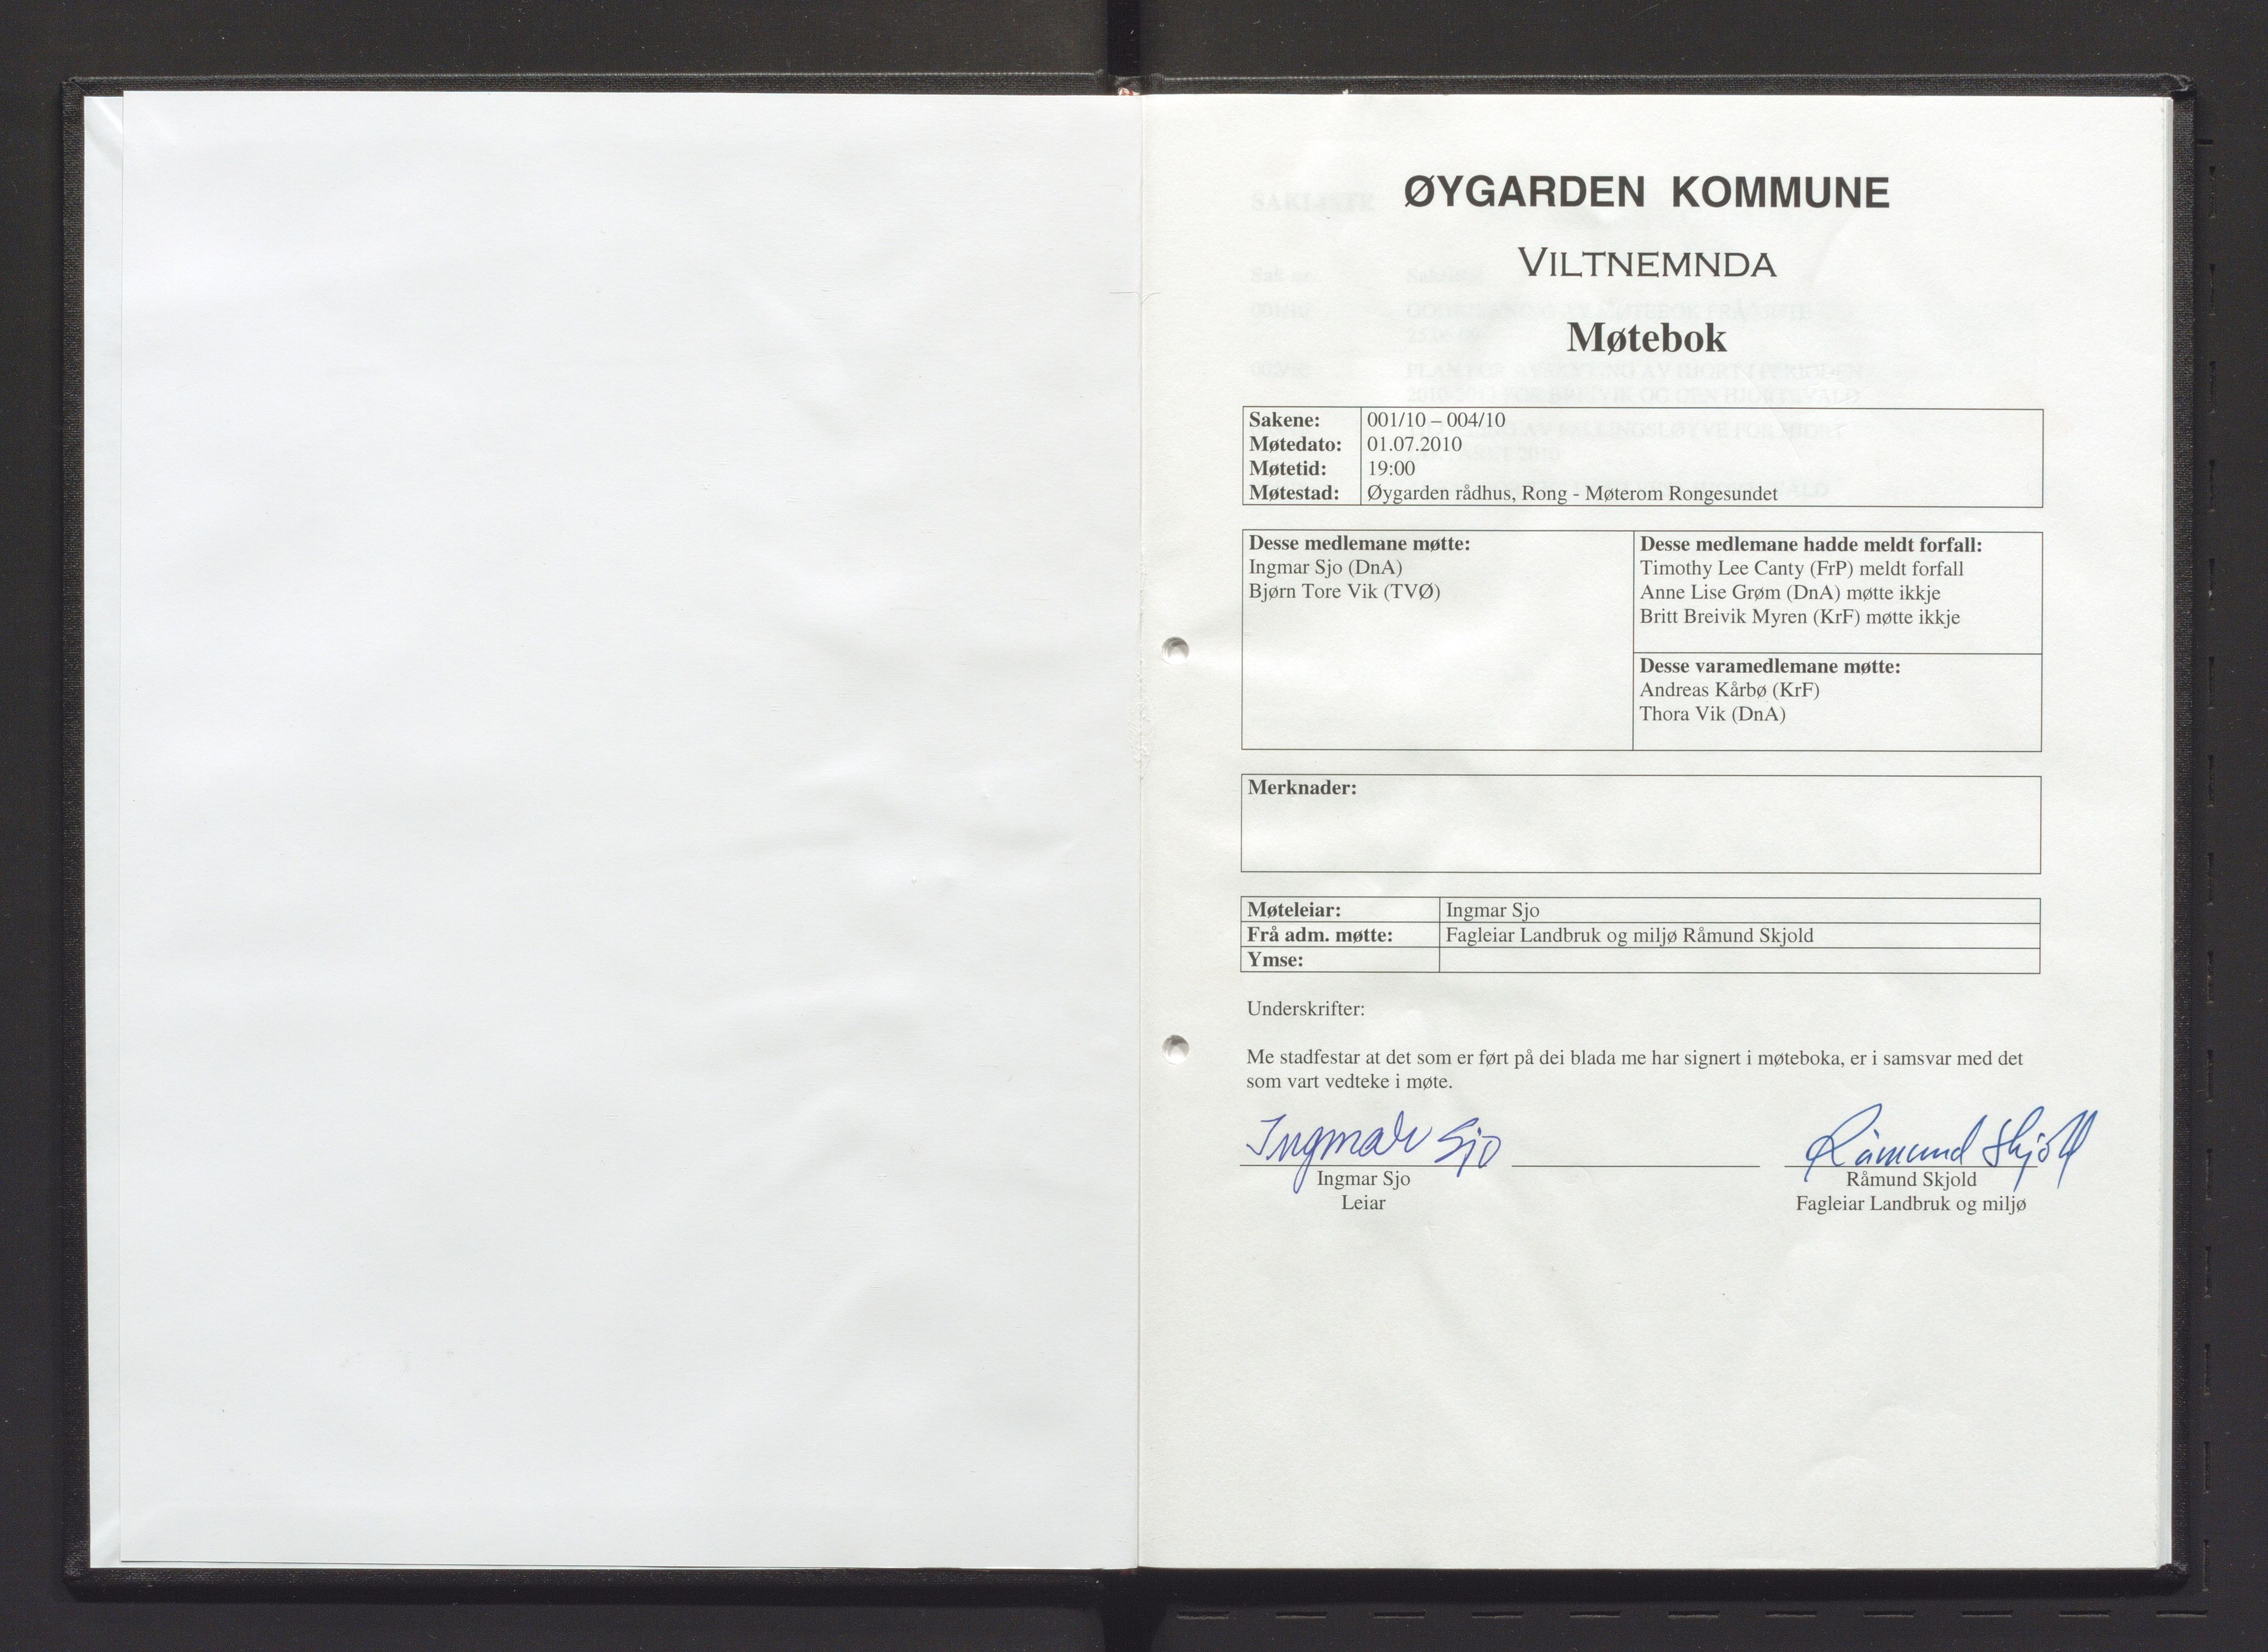 ØYGARDEN KOMMUNE
VILTNEMNDA
Møtebok
Sakene: 001/10 – 004/10
Møtedato: 01.07.2010
Møtetid: 19:00
Møtestad: Øygarden rådhus, Rong - Møterom Rongesundet
Desse medlemane møtte:
Ingmar Sjo (DnA)
Bjørn Tore Vik (TVØ)
Desse medlemane hadde meldt forfall:
Timothy Lee Canty (FrP) meldt forfall
Anne Lise Grøm (DnA) møtte ikkje
Britt Breivik Myren (KrF) møtte ikkje
Desse varamedlemane møtte:
Andreas Kårbø (KrF)
Thora Vik (DnA)
Merknader:
Møteleiar: Ingmar Sjo
Frå adm. møtte: Fagleiar Landbruk og miljø Råmund Skjold
Ymse:
Underskrifter:
Me stadfestar at det som er ført på dei blada me har signert i møteboka, er i samsvar med det
som vart vedteke i møte.
Ingmar Sjo Råmund Skjold
Ingmar Sjo Råmund Skjold
Leiar Fagleiar Landbruk og miljø